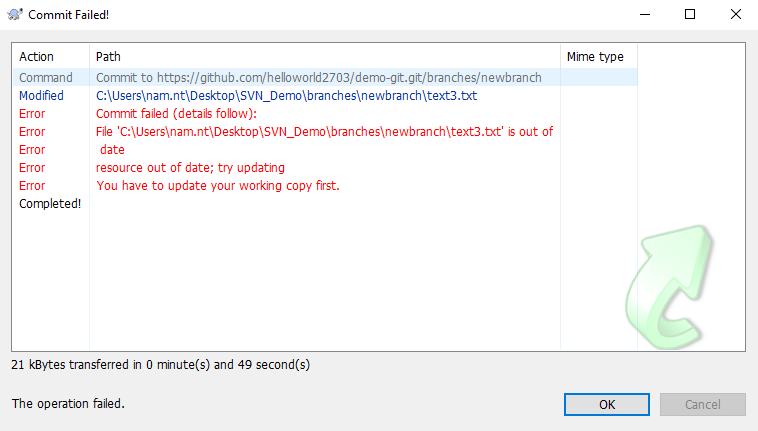 Commit Failed!
Action Path Mime type
Command Commit to https://github.com/helloworld2703/demo-git.git/branches/newbranch
Modified C:\Users\nam.nt\Desktop\SVN_Demo\branches\newbranch\text3.txt
Error Commit failed (details follow):
Error File 'C:\Users\nam.nt\Desktop\SVN_Demo\branches\newbranch\text3.txt' is out of
Error date
Error resource out of date; try updating
Error You have to update your working copy first.
Completed!
21 kBytes transferred in 0 minute(s) and 49 second(s)
The operation failed.
OK Cancel